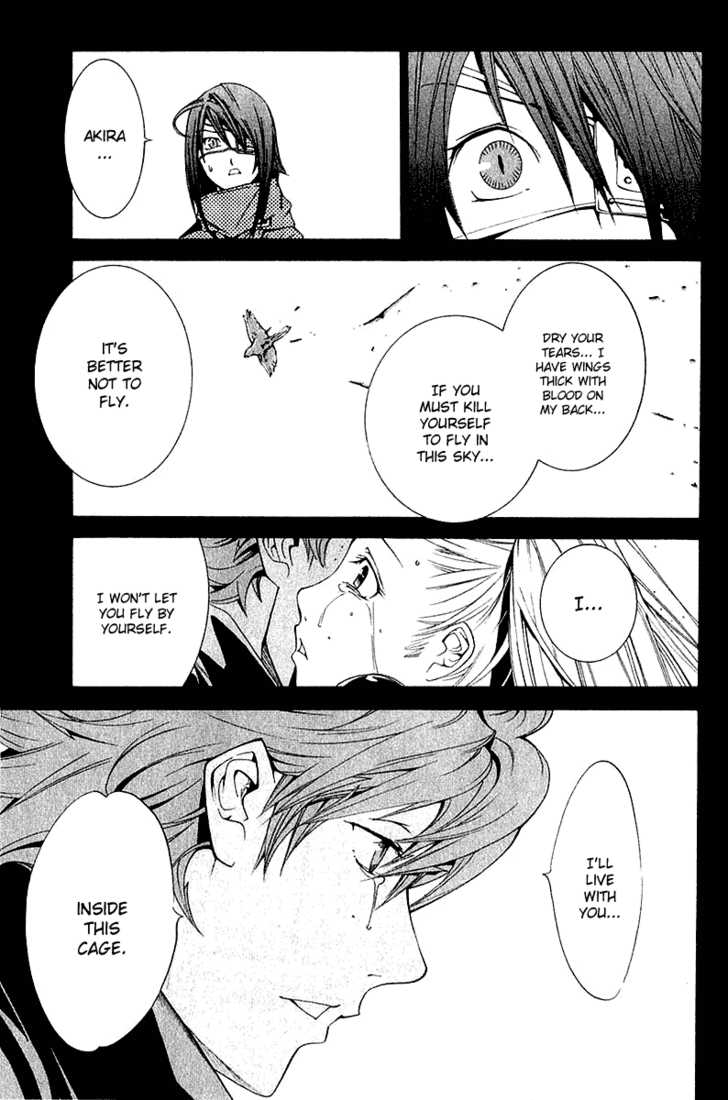 AKIRA
...
DRY YOUR
TEARS... I
HAVE WINGS
THICK WITH
BLOOD ON
MY BACK...
IF YOU
MUST KILL
YOURSELF
TO FLY IN
THIS SKY...
IT'S
BETTER
NOT TO
FLY.
I...
I WON'T LET
YOU FLY BY
YOURSELF.
I'LL
LIVE
WITH
YOU...
INSIDE
THIS
CAGE.